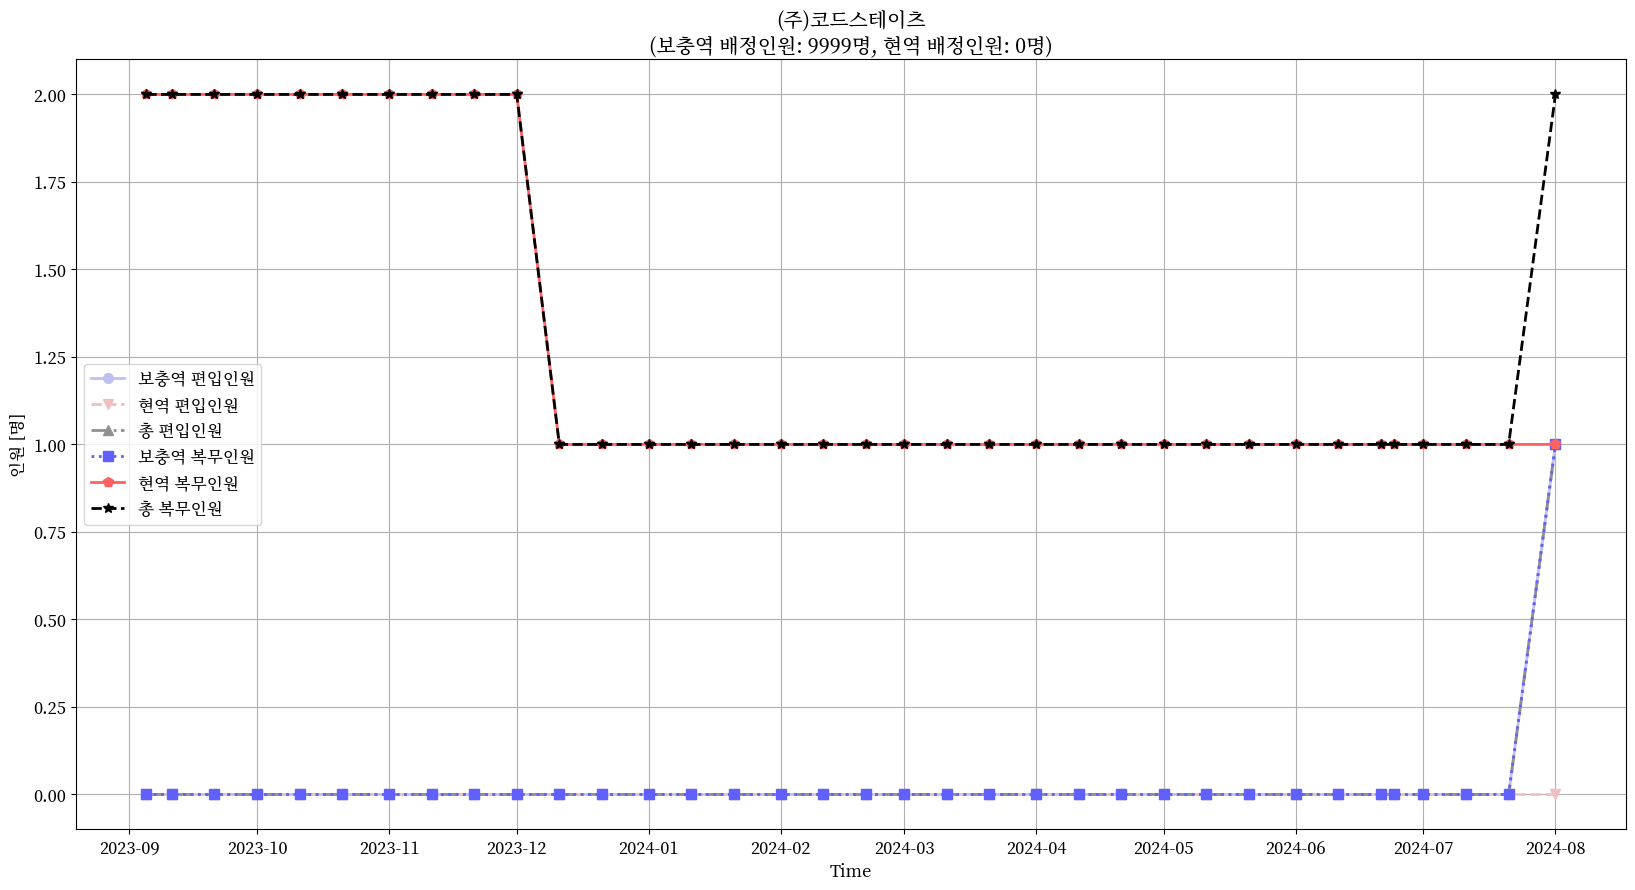 (주)코드스테이츠
(보충역 배정인원: 9999명, 현역 배정인원: 0명)
인원 [명]
2.00
1.75
1.50
1.25
1.00
0.75
0.50
0.25
0.00
보충역 편입인원
현역 편입인원
총 편입인원
보충역 복무인원
현역 복무인원
총 복무인원
2023-09 2023-10 2023-11 2023-12 2024-01 2024-02 2024-03 2024-04 2024-05 2024-06 2024-07 2024-08
Time